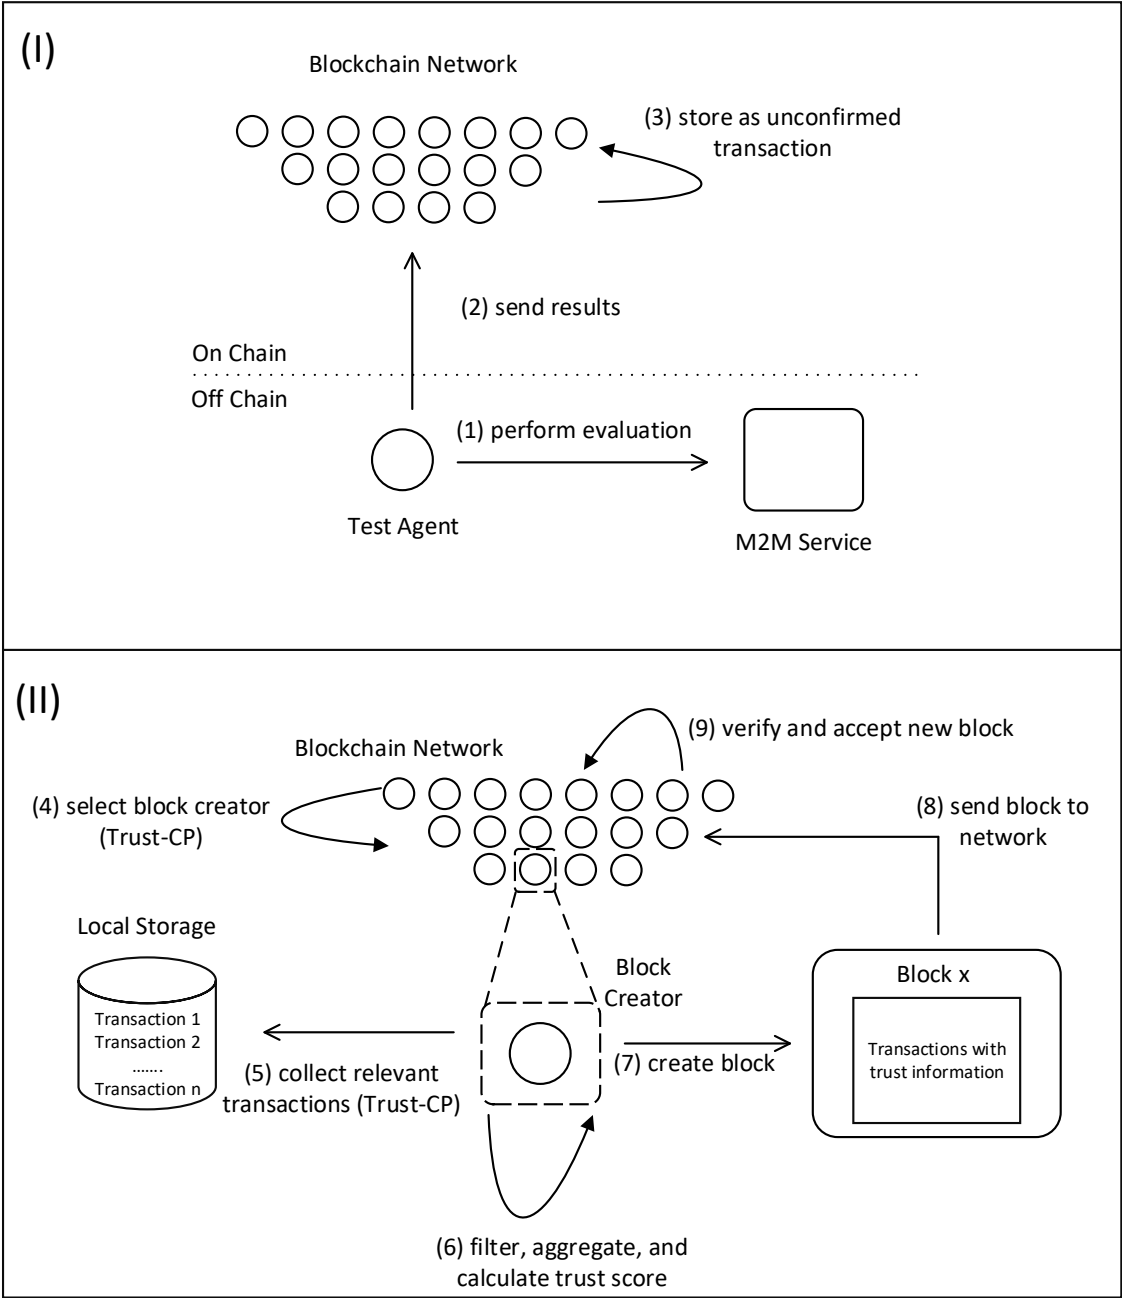 (I)
Blockchain Network
(3) store as unconfirmed
transaction
(2) send results
On Chain
Off Chain
(1) perform evaluation
Test Agent
M2M Service
(II)
(9) verify and accept new block
Blockchain Network
(4) select block creator
(Trust-CP)
(8) send block to
network
Local Storage
Block
Creator
Block x
Transaction 1
Transaction 2
.......
Transaction n
Transactions with
trust information
(7) create block
(5) collect relevant
transactions (Trust-CP)
(6) filter, aggregate, and
calculate trust score